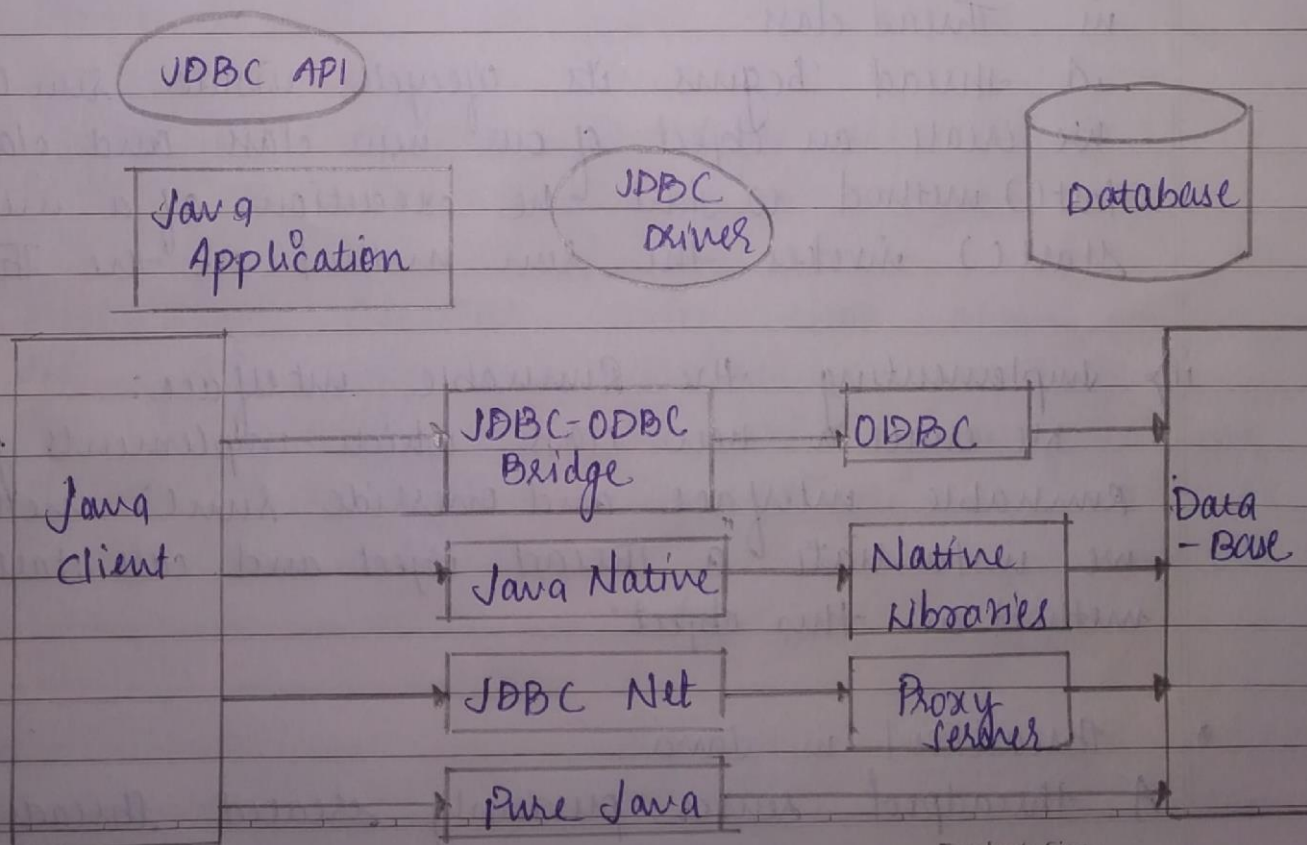 JDBC API
Java
Application
JDBC
Driver
Database
Java
Client
JDBC-ODBC
Bridge
ODBC
Java Native
Native
Libraries
JDBC Net
Proxy
Server
Pure Java
Data
- Base